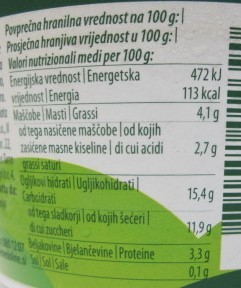 Povprečna hranilna vrednost na 100 g: |
Prosječna hranjiva vrijednost u 100 g: |
Valori nutrizionali medi per 100 g:
Energijska vrednost | Energetska 472 kJ
vrijednost | Energia 113 kcal
Maščobe | Masti | Grassi 4,1 g
od tega nasičene maščobe | od kojih
zasićene masne kiseline | di cui acidi 2,7 g
grassi saturi
Ogljikovi hidrati | Ugljikohidrati |
Carboidrati 15,4 g
od tega sladkorji | od kojih šećeri |
di cui zuccheri 11,9 g
Beljakovine | Bjelančevine | Proteine 3,3 g
Sol | Sol | Sale 0,1 g